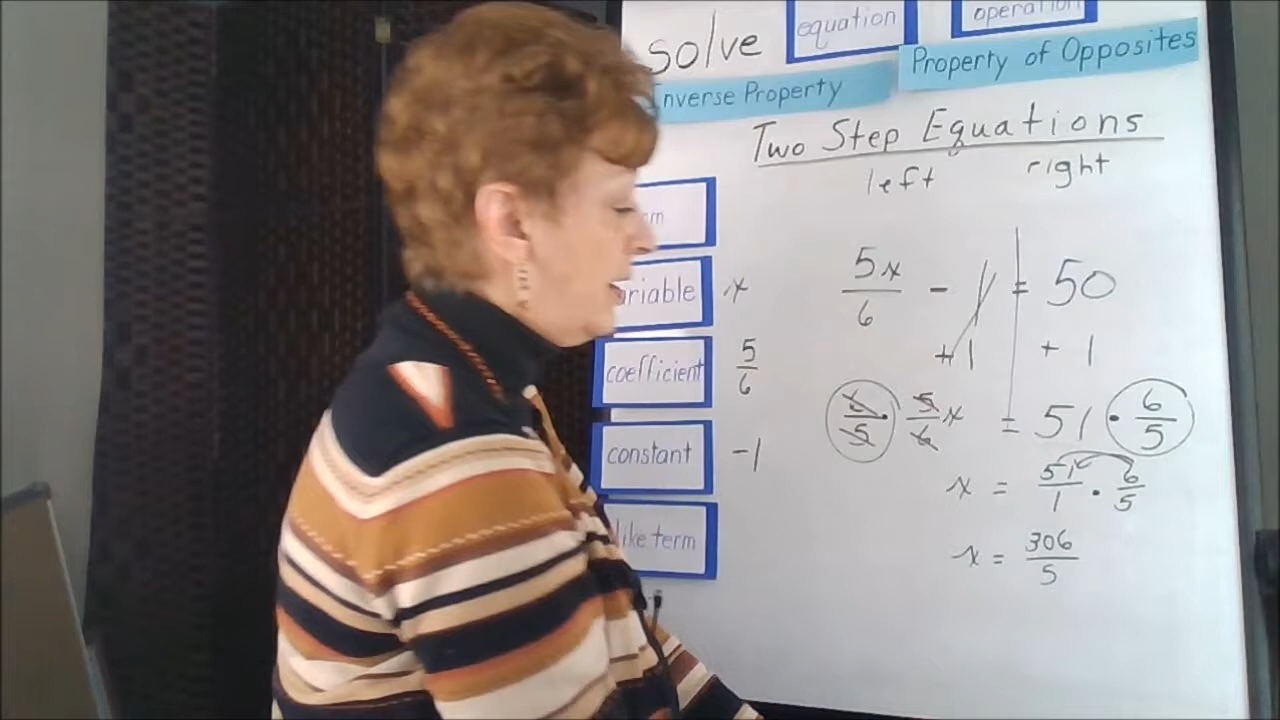 solve equation operation
Inverse Property Property of Opposites
Two Step Equations
left right
variable x
coefficient 5/6
constant -1
like term
5x/6 - 1 = 50
+1 + 1
6/5 · 5/6 x = 51 · 6/5
x = 51/1 · 6/5
x = 306/5